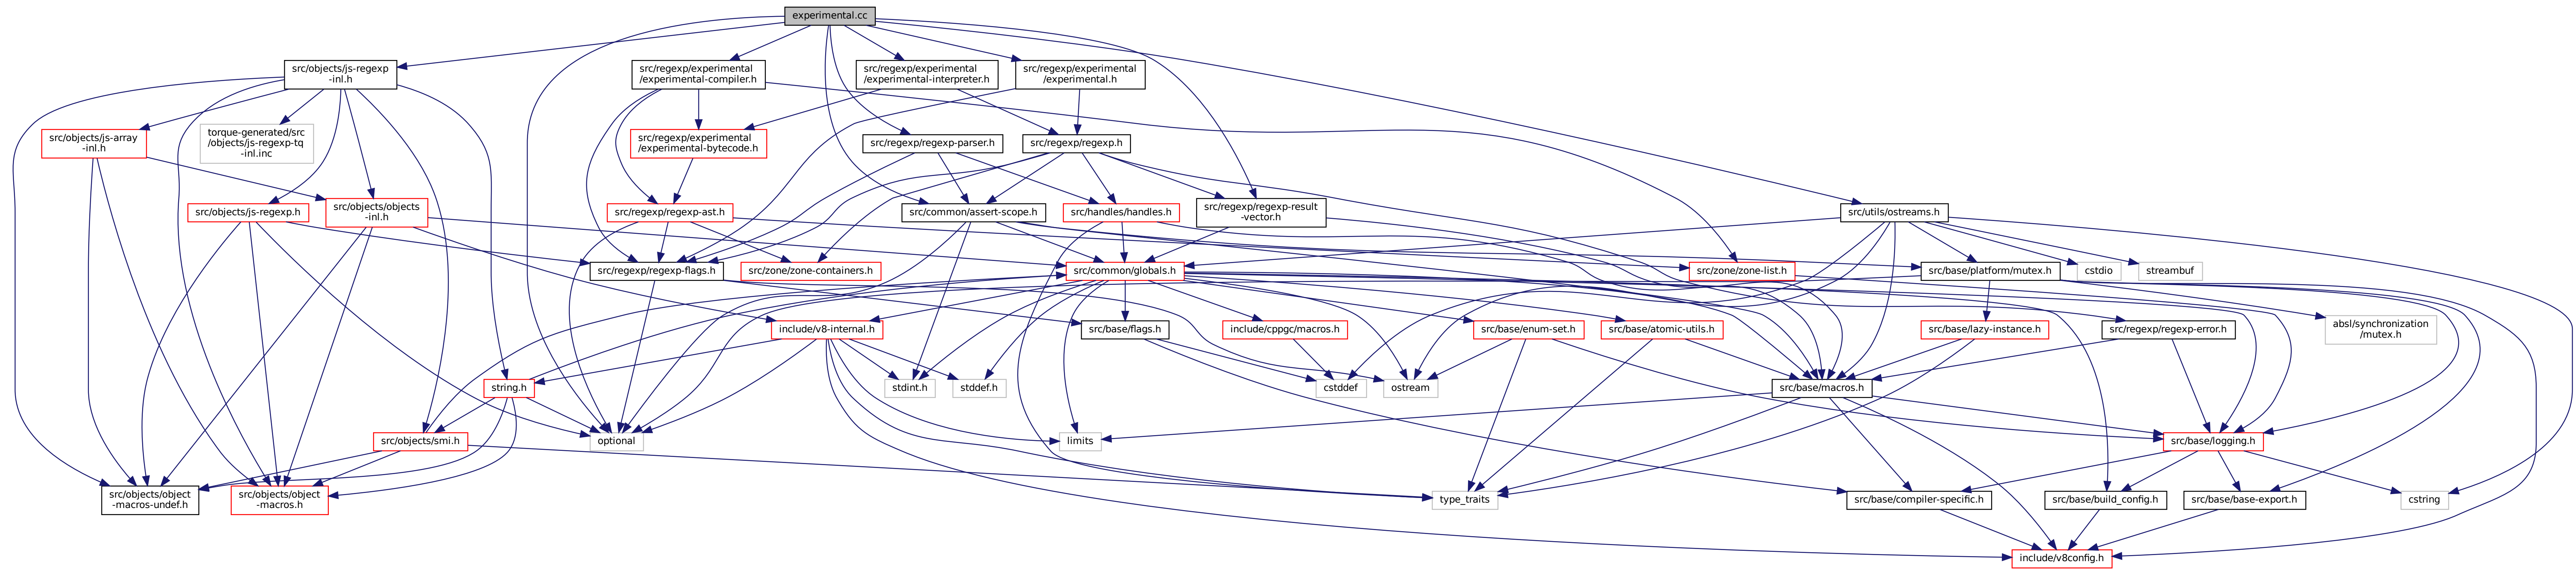 experimental.cc
src/objects/js-regexp
-inl.h
src/regexp/experimental
/experimental-compiler.h
src/regexp/experimental
/experimental-interpreter.h
src/regexp/experimental
/experimental.h
src/objects/js-array
-inl.h
torque-generated/src
/objects/js-regexp-tq
-inl.inc
src/regexp/experimental
/experimental-bytecode.h
src/regexp/regexp-parser.h
src/regexp/regexp.h
src/objects/js-regexp.h
src/objects/objects
-inl.h
src/regexp/regexp-ast.h
src/common/assert-scope.h
src/handles/handles.h
src/regexp/regexp-result
-vector.h
src/utils/ostreams.h
src/regexp/regexp-flags.h
src/zone/zone-containers.h
src/common/globals.h
src/zone/zone-list.h
src/base/platform/mutex.h
cstdio
streambuf
include/v8-internal.h
src/base/flags.h
include/cppgc/macros.h
src/base/enum-set.h
src/base/atomic-utils.h
src/base/lazy-instance.h
src/regexp/regexp-error.h
absl/synchronization
/mutex.h
string.h
stdint.h
stddef.h
cstddef
ostream
src/base/macros.h
src/objects/smi.h
optional
limits
src/base/logging.h
src/objects/object
-macros-undef.h
src/objects/object
-macros.h
type_traits
src/base/compiler-specific.h
src/base/build_config.h
src/base/base-export.h
cstring
include/v8config.h